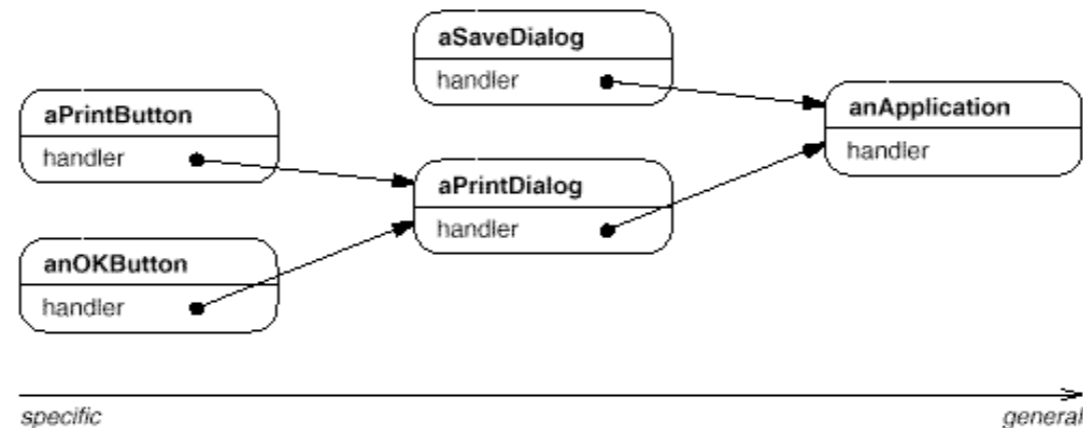 aSaveDialog
handler
aPrintButton
handler
anApplication
handler
aPrintDialog
handler
anOKButton
handler
specific
general